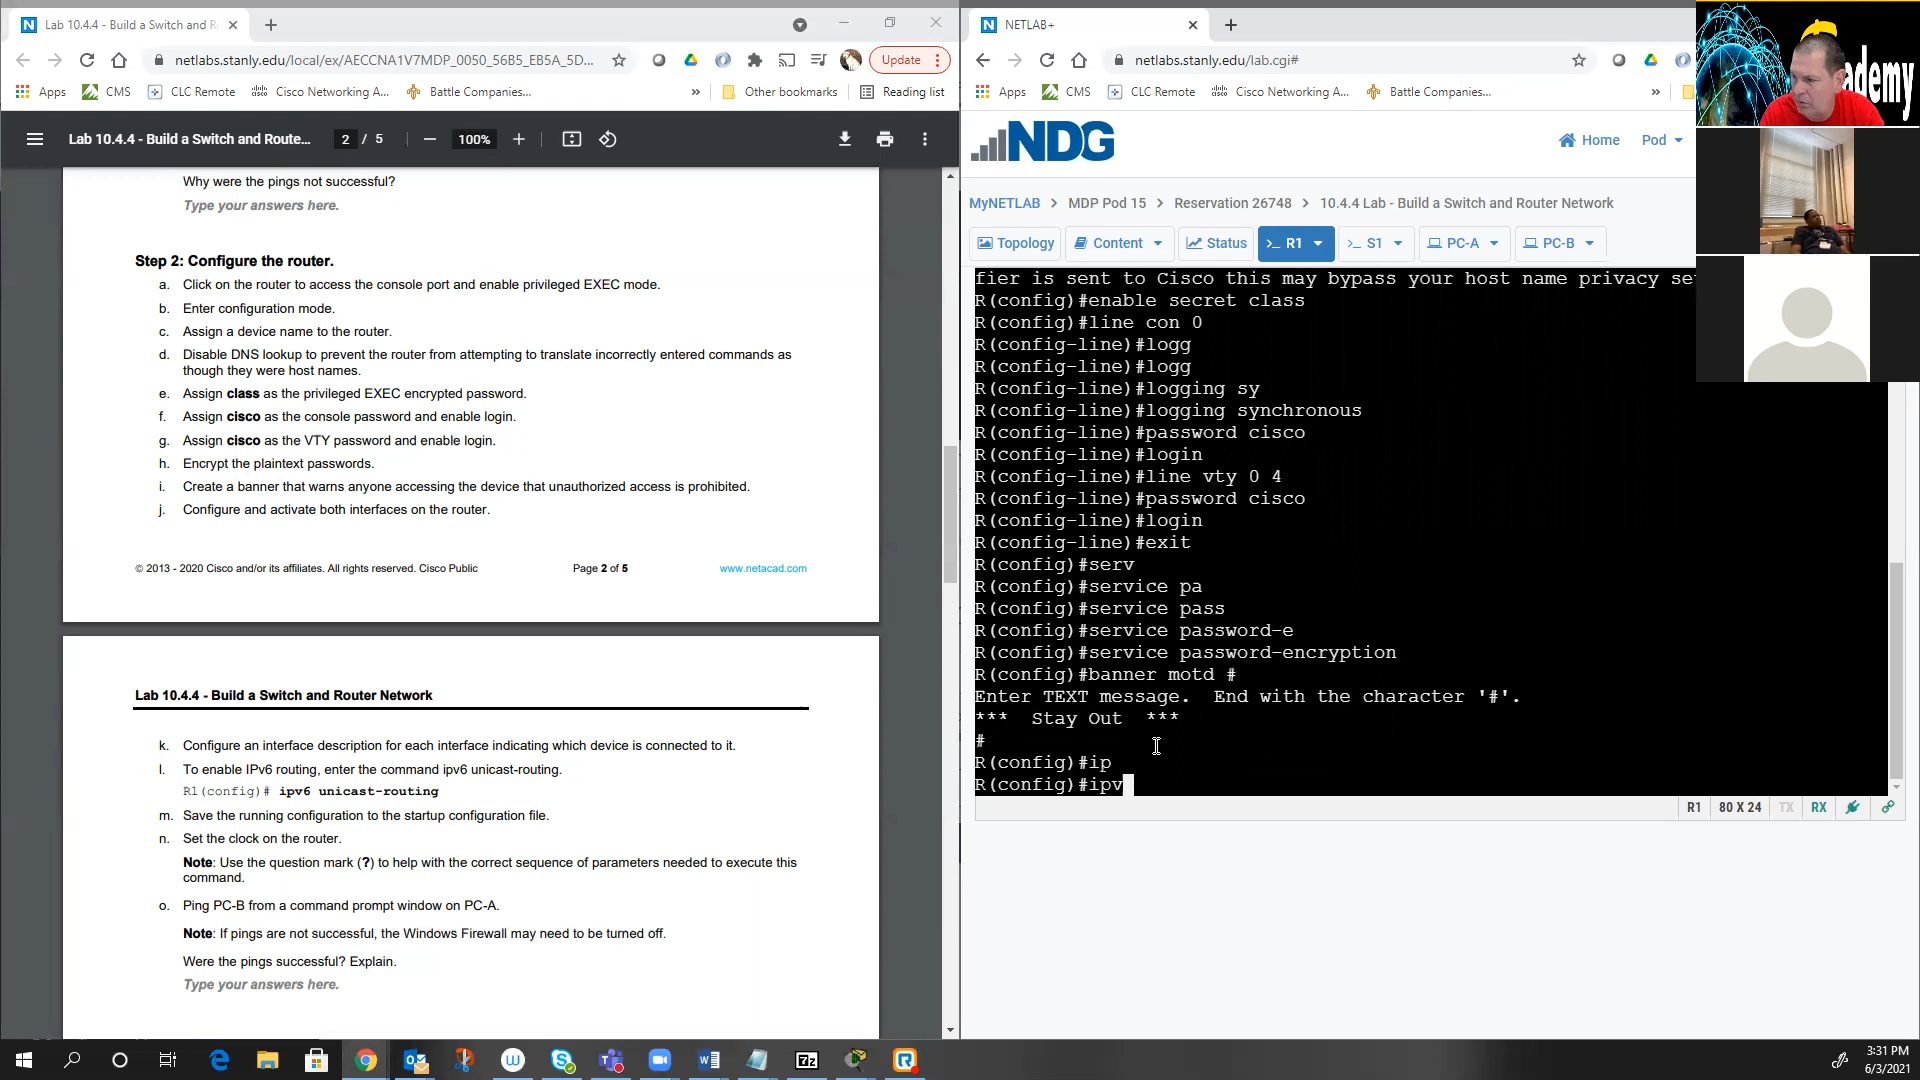 Lab 10.4.4 - Build a Switch and R
netlabs.stanly.edu/local/ex/AECCNA1V7MDP_0050_56B5_EB5A_5D...
Update
Apps
CMS
CLC Remote
Cisco Networking A...
Battle Companies...
»
Other bookmarks
Reading list
Lab 10.4.4 - Build a Switch and Route...
2 / 5
100%
Why were the pings not successful?
Type your answers here.
Step 2: Configure the router.
a. Click on the router to access the console port and enable privileged EXEC mode.
b. Enter configuration mode.
c. Assign a device name to the router.
d. Disable DNS lookup to prevent the router from attempting to translate incorrectly entered commands as
though they were host names.
e. Assign class as the privileged EXEC encrypted password.
f. Assign cisco as the console password and enable login.
g. Assign cisco as the VTY password and enable login.
h. Encrypt the plaintext passwords.
i. Create a banner that warns anyone accessing the device that unauthorized access is prohibited.
j. Configure and activate both interfaces on the router.
© 2013 - 2020 Cisco and/or its affiliates. All rights reserved. Cisco Public
Page 2 of 5
www.netacad.com
Lab 10.4.4 - Build a Switch and Router Network
k. Configure an interface description for each interface indicating which device is connected to it.
l. To enable IPv6 routing, enter the command ipv6 unicast-routing.
R1(config)# ipv6 unicast-routing
m. Save the running configuration to the startup configuration file.
n. Set the clock on the router.
Note: Use the question mark (?) to help with the correct sequence of parameters needed to execute this
command.
o. Ping PC-B from a command prompt window on PC-A.
Note: If pings are not successful, the Windows Firewall may need to be turned off.
Were the pings successful? Explain.
Type your answers here.
NETLAB+
netlabs.stanly.edu/lab.cgi#
Apps
CMS
CLC Remote
Cisco Networking A...
Battle Companies...
»
NDG
Home
Pod
MyNETLAB > MDP Pod 15 > Reservation 26748 > 10.4.4 Lab - Build a Switch and Router Network
Topology
Content
Status
>_ R1
>_ S1
PC-A
PC-B
fier is sent to Cisco this may bypass your host name privacy se
R(config)#enable secret class
R(config)#line con 0
R(config-line)#logg
R(config-line)#logg
R(config-line)#logging sy
R(config-line)#logging synchronous
R(config-line)#password cisco
R(config-line)#login
R(config-line)#line vty 0 4
R(config-line)#password cisco
R(config-line)#login
R(config-line)#exit
R(config)#serv
R(config)#service pa
R(config)#service pass
R(config)#service password-e
R(config)#service password-encryption
R(config)#banner motd #
Enter TEXT message.  End with the character '#'.
***  Stay Out  ***
#
R(config)#ip
R(config)#ipv
R1
80 X 24
TX
RX
ademy
3:31 PM
6/3/2021